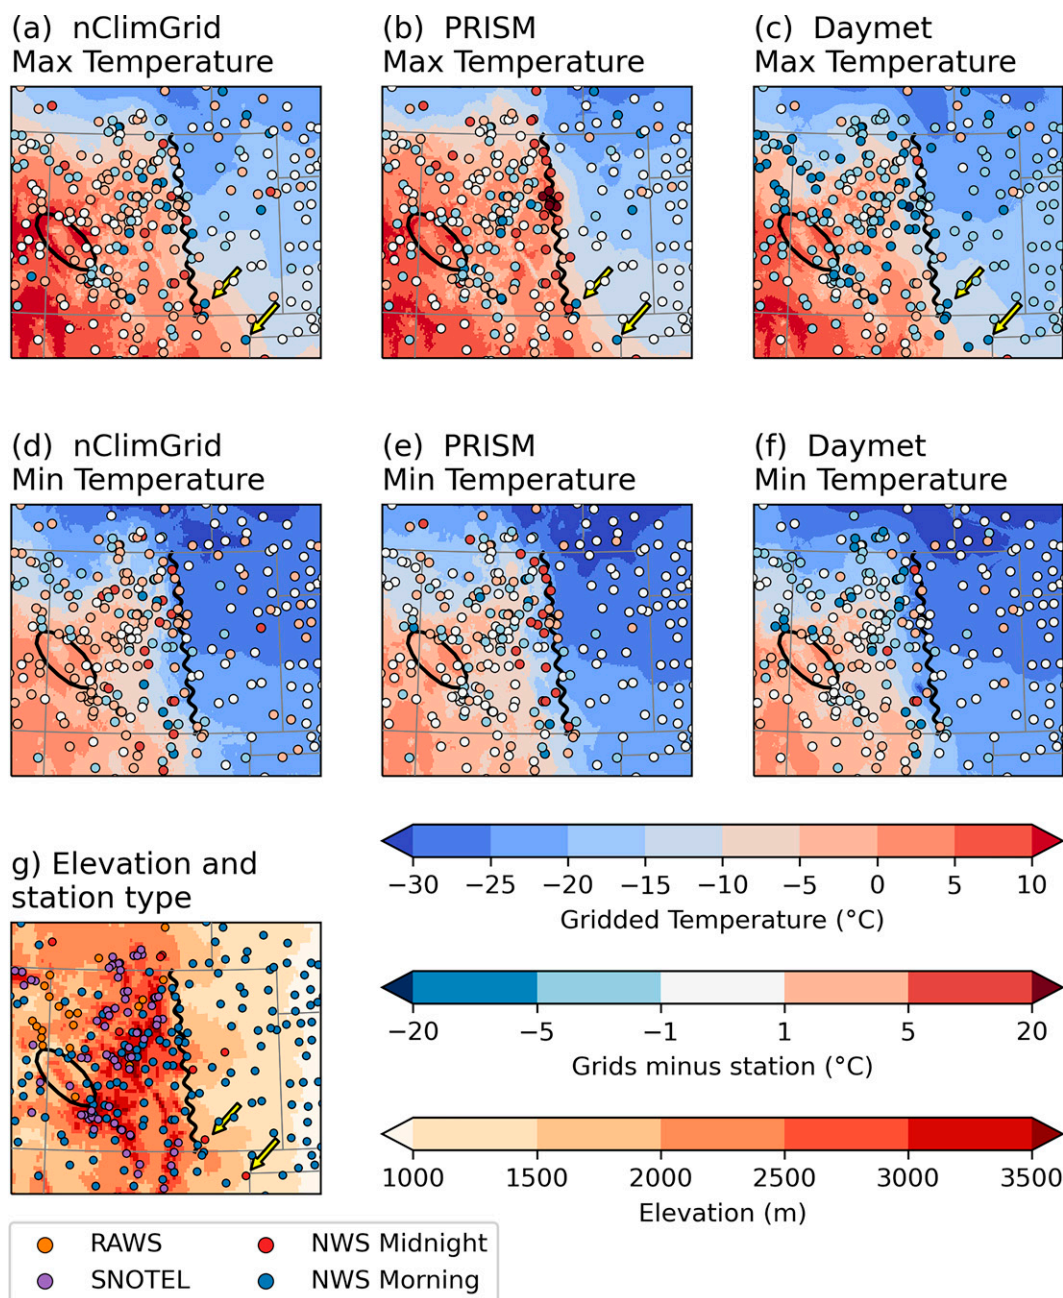 (a)  nClimGrid
Max Temperature
(b)  PRISM
Max Temperature
(c)  Daymet
Max Temperature
(d)  nClimGrid
Min Temperature
(e)  PRISM
Min Temperature
(f)  Daymet
Min Temperature
g) Elevation and
station type
−30 −25 −20 −15 −10 −5 0 5 10
Gridded Temperature (°C)
−20 −5 −1 1 5 20
Grids minus station (°C)
1000 1500 2000 2500 3000 3500
Elevation (m)
RAWS
SNOTEL
NWS Midnight
NWS Morning